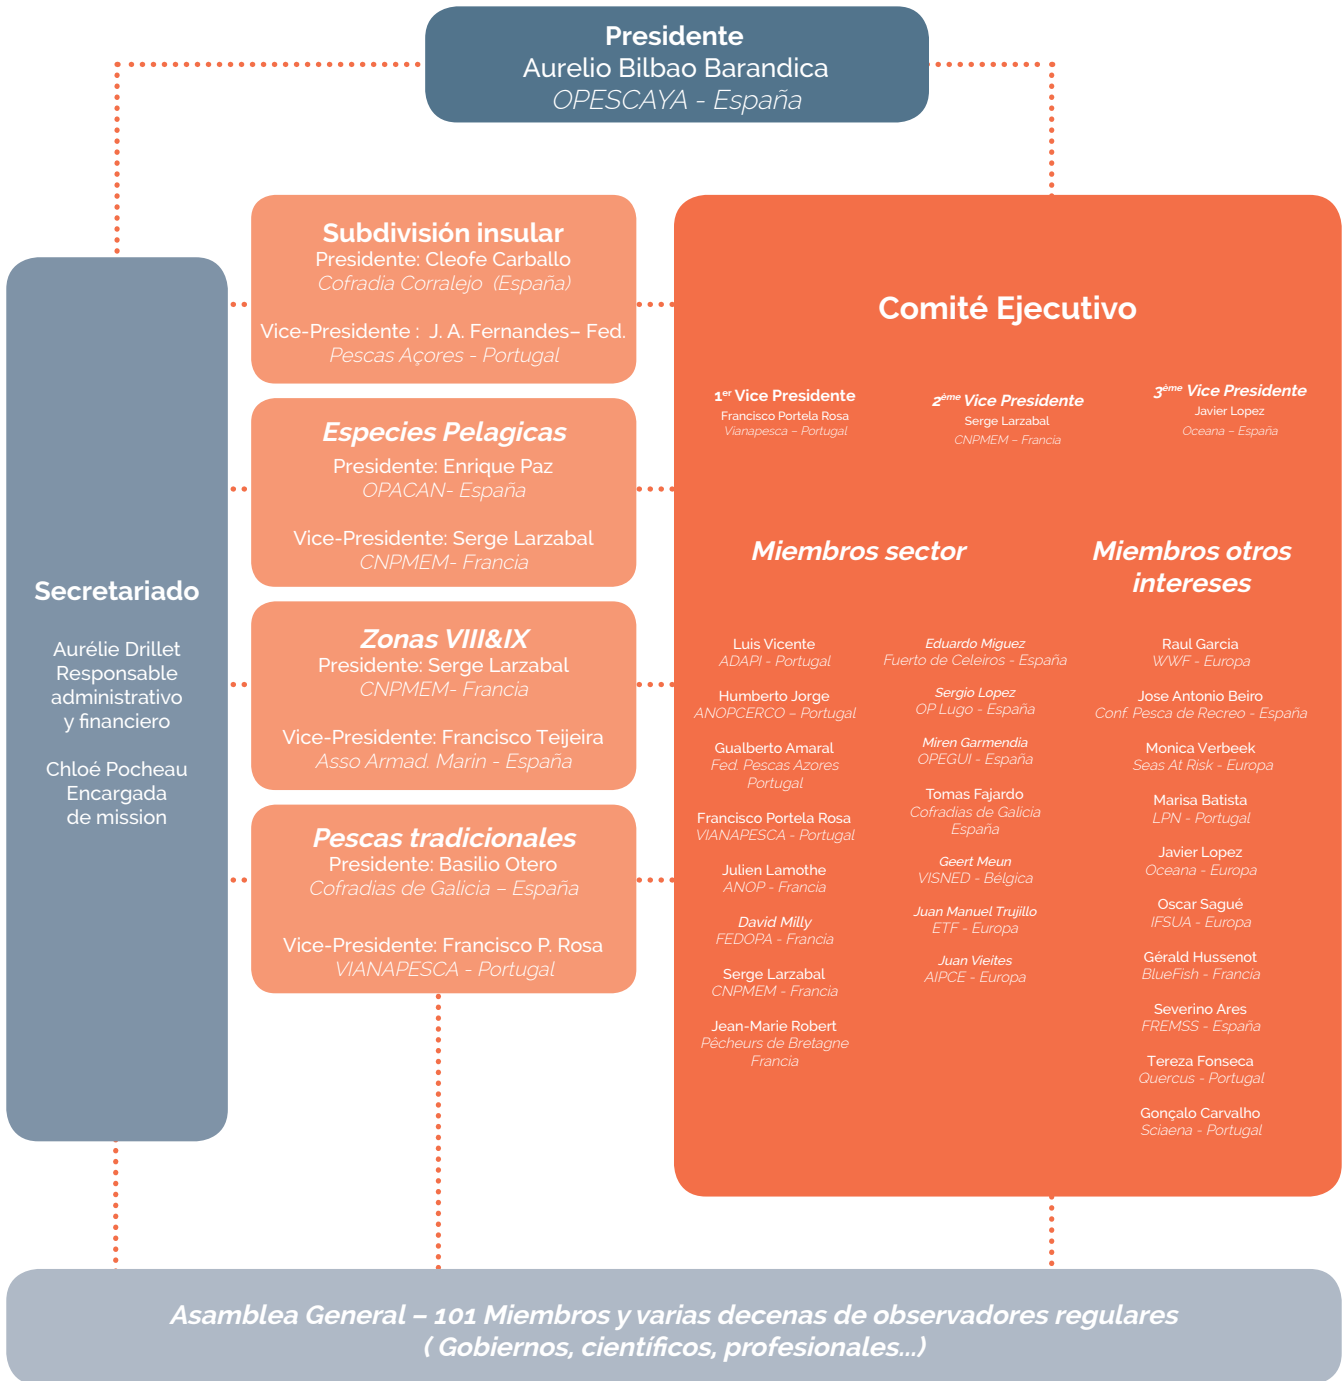 Presidente
Aurelio Bilbao Barandica
OPESCAYA - España
Secretariado
Aurélie Drillet
Responsable
administrativo
y financiero
Chloé Pocheau
Encargada
de mission
Subdivisión insular
Presidente: Cleofe Carballo
Cofradia Corralejo (España)
Vice-Presidente : J. A. Fernandes– Fed.
Pescas Açores - Portugal
Especies Pelagicas
Presidente: Enrique Paz
OPACAN- España
Vice-Presidente: Serge Larzabal
CNPMEM- Francia
Zonas VIII&IX
Presidente: Serge Larzabal
CNPMEM- Francia
Vice-Presidente: Francisco Teijeira
Asso Armad. Marin - España
Pescas tradicionales
Presidente: Basilio Otero
Cofradias de Galicia – España
Vice-Presidente: Francisco P. Rosa
VIANAPESCA - Portugal
Comité Ejecutivo
1er Vice Presidente
Francisco Portela Rosa
Vianapesca – Portugal
2ème Vice Presidente
Serge Larzabal
CNPMEM – Francia
3ème Vice Presidente
Javier Lopez
Oceana – España
Miembros sector
Luis Vicente
ADAPI - Portugal
Humberto Jorge
ANOPCERCO – Portugal
Gualberto Amaral
Fed. Pescas Azores
Portugal
Francisco Portela Rosa
VIANAPESCA - Portugal
Julien Lamothe
ANOP - Francia
David Milly
FEDOPA - Francia
Serge Larzabal
CNPMEM - Francia
Jean-Marie Robert
Pêcheurs de Bretagne
Francia
Eduardo Miguez
Fuerto de Celeiros - España
Sergio Lopez
OP Lugo - España
Miren Garmendia
OPEGUI - España
Tomas Fajardo
Cofradias de Galicia
España
Geert Meun
VISNED - Bélgica
Juan Manuel Trujillo
ETF - Europa
Juan Vieites
AIPCE - Europa
Miembros otros
intereses
Raul Garcia
WWF - Europa
Jose Antonio Beiro
Conf. Pesca de Recreo - España
Monica Verbeek
Seas At Risk - Europa
Marisa Batista
LPN - Portugal
Javier Lopez
Oceana - Europa
Oscar Sagué
IFSUA - Europa
Gérald Hussenot
BlueFish - Francia
Severino Ares
FREMSS - España
Tereza Fonseca
Quercus - Portugal
Gonçalo Carvalho
Sciaena - Portugal
Asamblea General – 101 Miembros y varias decenas de observadores regulares
( Gobiernos, científicos, profesionales...)